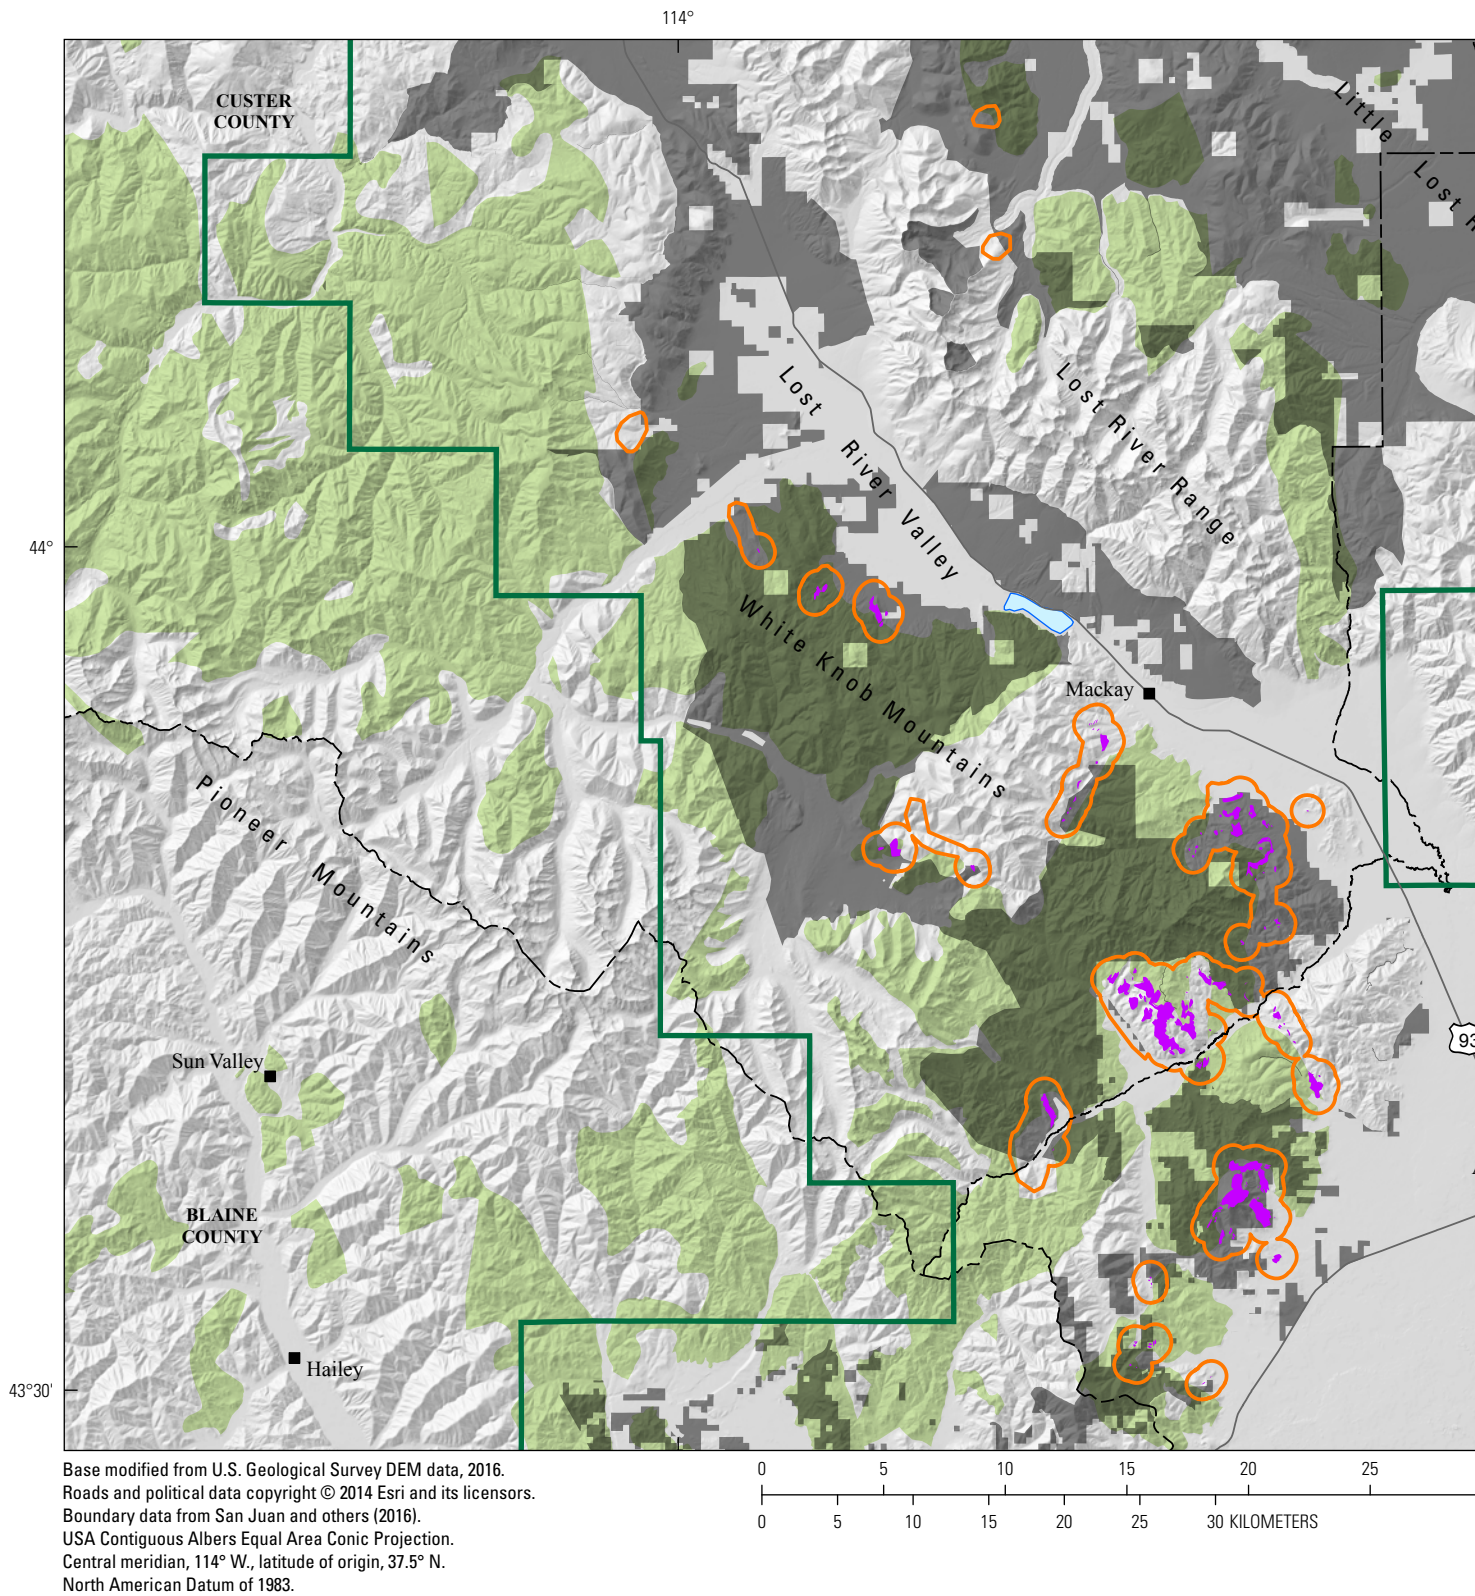 114°
CUSTER
COUNTY
Little
Lost R
Lost River Valley
Lost River Range
44°
White Knob Mountains
Mackay
Pioneer Mountains
93
Sun Valley
BLAINE
COUNTY
Hailey
43°30'
Base modified from U.S. Geological Survey DEM data, 2016.
Roads and political data copyright © 2014 Esri and its licensors.
Boundary data from San Juan and others (2016).
USA Contiguous Albers Equal Area Conic Projection.
Central meridian, 114° W., latitude of origin, 37.5° N.
North American Datum of 1983.
0 5 10 15 20 25
0 5 10 15 20 25 30 KILOMETERS